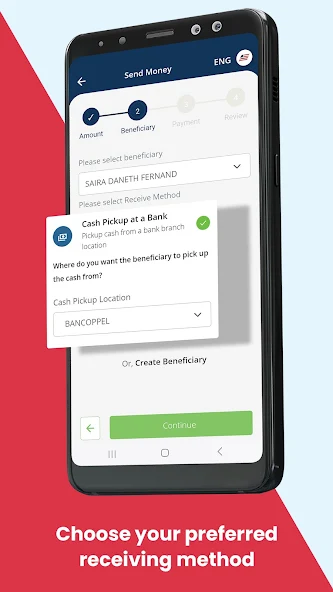 Send Money
ENG
2
Amount
Beneficiary
Payment
Review
Please select beneficiary
SAIRA DANETH FERNAND
Please select Receive Method
Cash Pickup at a Bank
Pickup cash from a bank branch
location
Where do you want the beneficiary to pick up
the cash from?
Cash Pickup Location
BANCOPPEL
Or, Create Beneficiary
Continue
Choose your preferred
receiving method